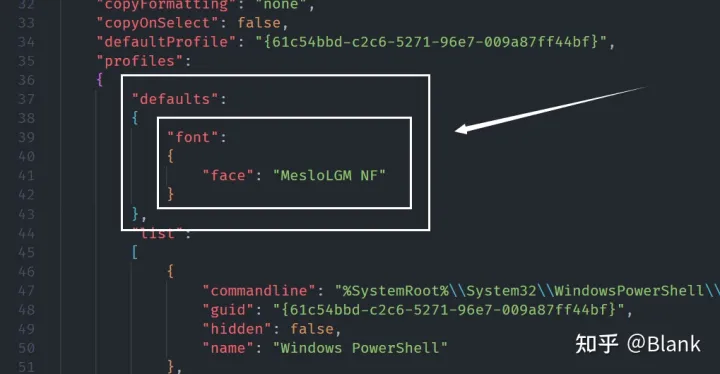 32 "copyFormatting": "none",
33 "copyOnSelect": false,
34 "defaultProfile": "{61c54bbd-c2c6-5271-96e7-009a87ff44bf}",
35 "profiles":
36 {
37 "defaults":
38 {
39 "font":
40 {
41 "face": "MesloLGM NF"
42 }
43 },
44 "list":
45 [
46 {
47 "commandline": "%SystemRoot%\\System32\\WindowsPowerShell\\
48 "guid": "{61c54bbd-c2c6-5271-96e7-009a87ff44bf}",
49 "hidden": false,
50 "name": "Windows PowerShell"
51 },
知乎 @Blank